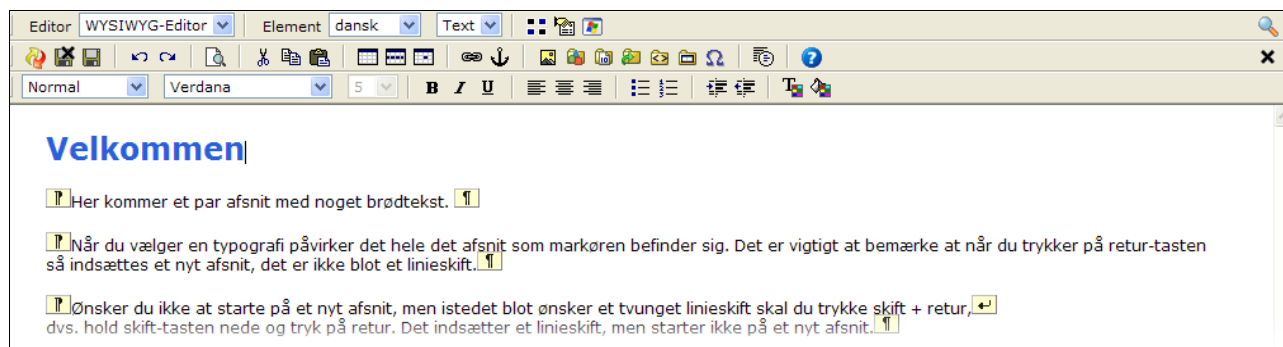 Editor WYSIWYG-Editor Element dansk Text
Normal Verdana 5 B I U
Velkommen
Her kommer et par afsnit med noget brødtekst. ¶
Når du vælger en typografi påvirker det hele det afsnit som markøren befinder sig. Det er vigtigt at bemærke at når du trykker på retur-tasten
så indsættes et nyt afsnit, det er ikke blot et linieskift. ¶
Ønsker du ikke at starte på et nyt afsnit, men istedet blot ønsker et tvunget linieskift skal du trykke skift + retur, ↵
dvs. hold skift-tasten nede og tryk på retur. Det indsætter et linieskift, men starter ikke på et nyt afsnit. ¶